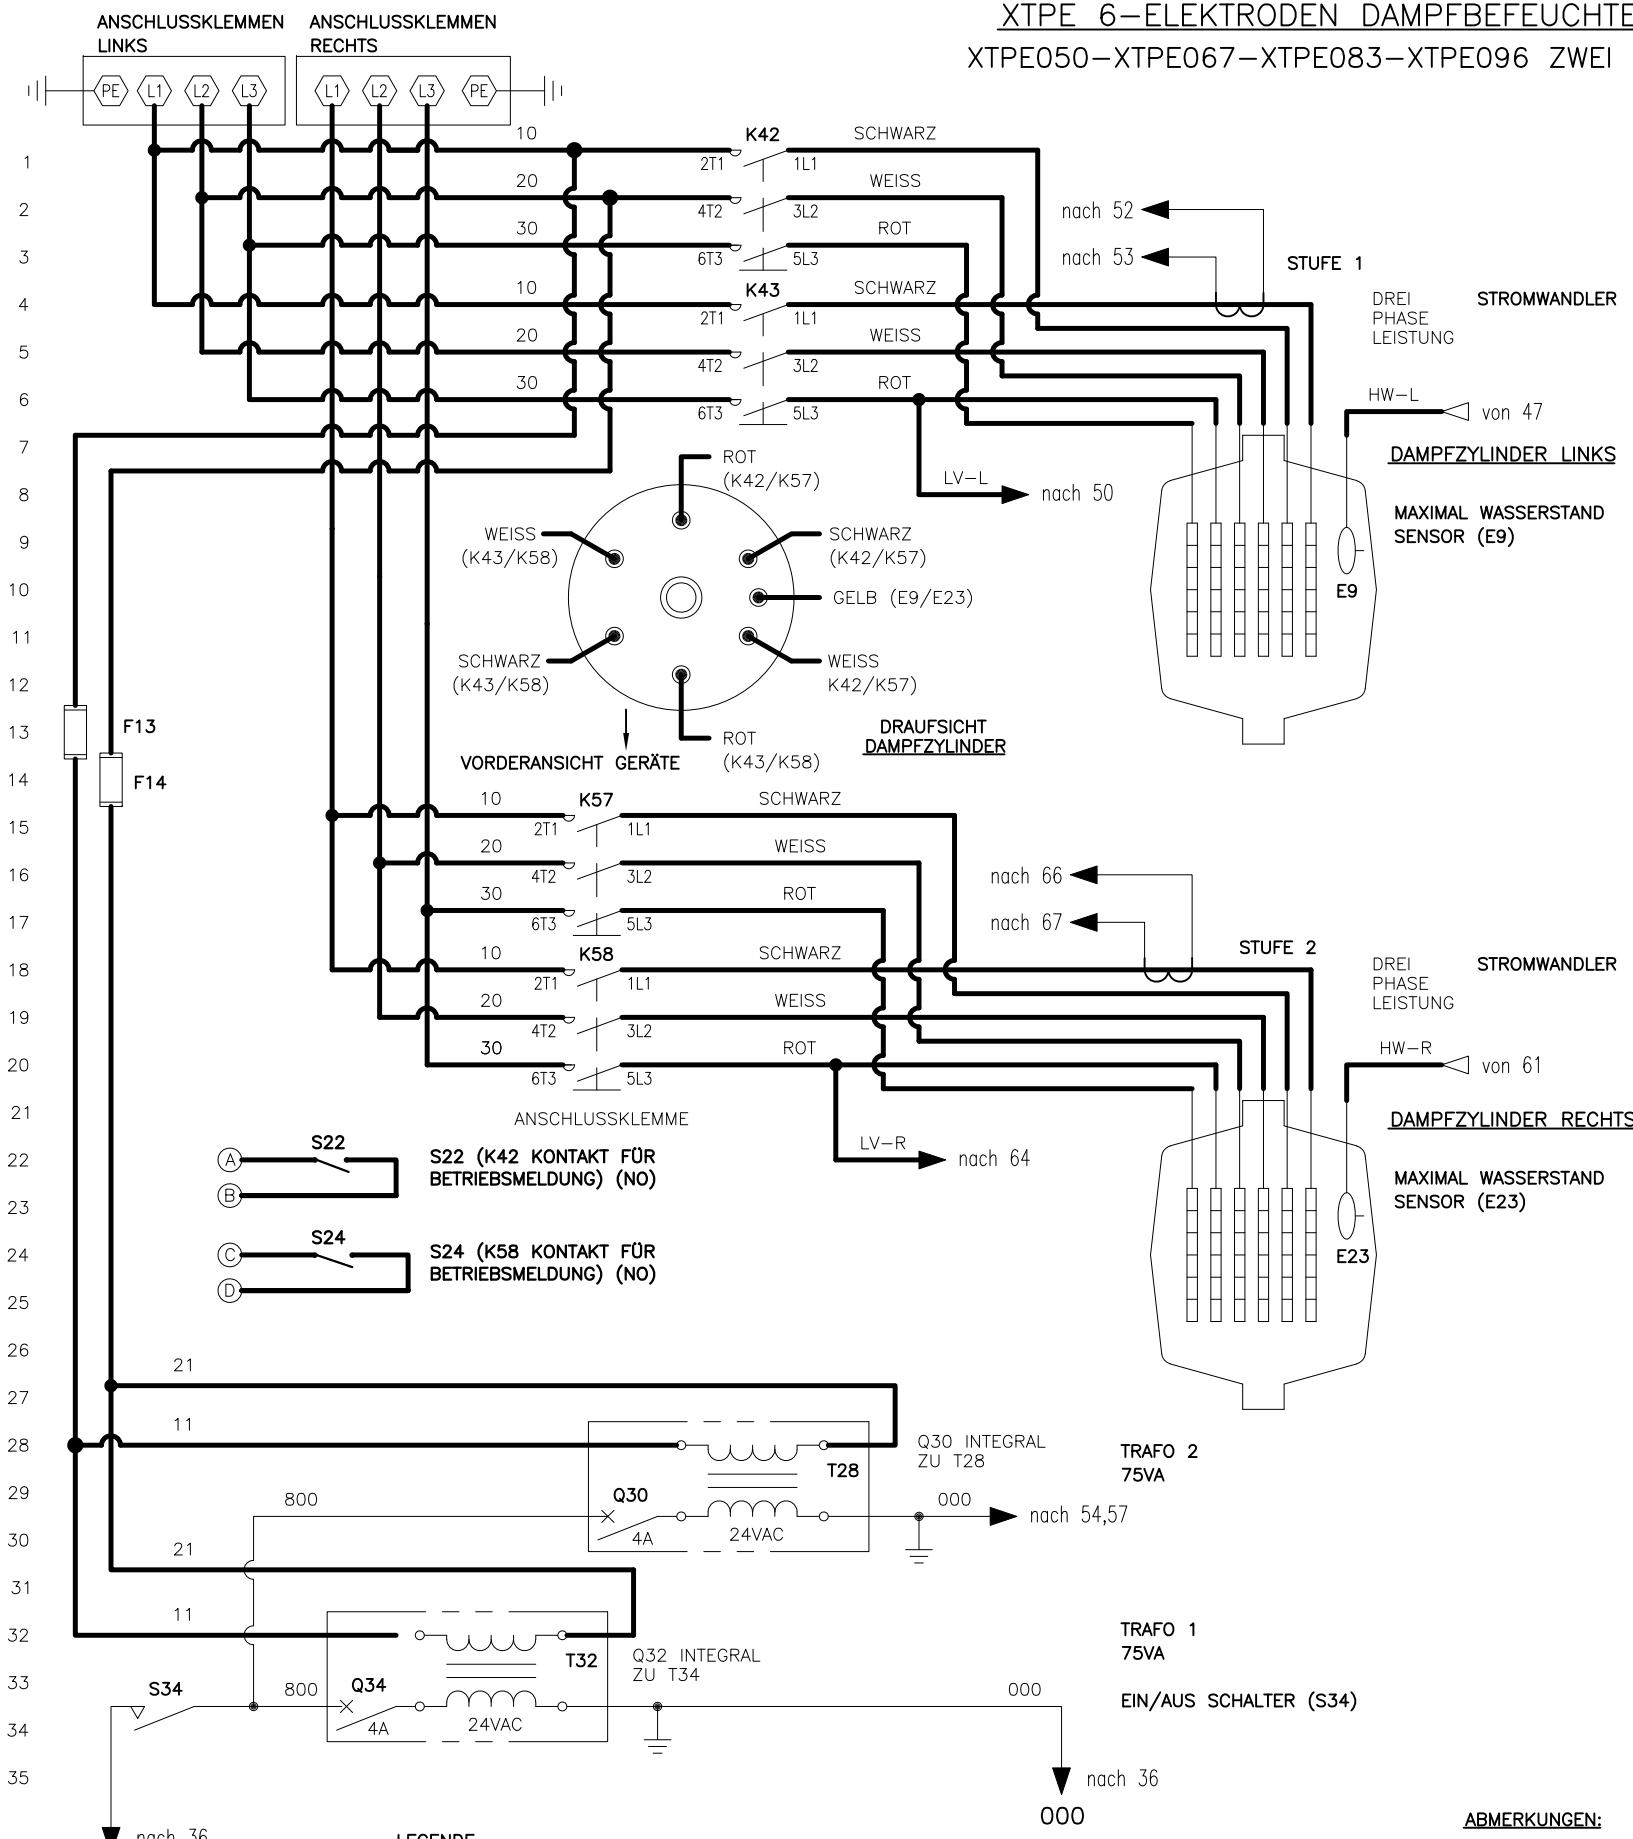 XTPE 6-ELEKTRODEN DAMPFBEFEUCHTE
XTPE050-XTPE067-XTPE083-XTPE096 ZWEI
ANSCHLUSSKLEMMEN
LINKS
ANSCHLUSSKLEMMEN
RECHTS
PE L1 L2 L3
L1 L2 L3 PE
1
10 K42 SCHWARZ
2T1 1L1
2
20 WEISS
4T2 3L2
nach 52
3
30 ROT
6T3 5L3
nach 53
STUFE 1
4
10 K43 SCHWARZ
2T1 1L1
DREI
PHASE
LEISTUNG
STROMWANDLER
5
20 WEISS
4T2 3L2
6
30 ROT
6T3 5L3
HW-L
von 47
7
DAMPFZYLINDER LINKS
8
LV-L
nach 50
MAXIMAL WASSERSTAND
SENSOR (E9)
E9
ROT
(K42/K57)
9
WEISS
(K43/K58)
SCHWARZ
(K42/K57)
10
GELB (E9/E23)
11
SCHWARZ
(K43/K58)
WEISS
K42/K57)
12
13
F13
ROT
(K43/K58)
DRAUFSICHT
DAMPFZYLINDER
VORDERANSICHT GERÄTE
14
F14
15
10 K57 SCHWARZ
2T1 1L1
16
20 WEISS
4T2 3L2
nach 66
17
30 ROT
6T3 5L3
nach 67
STUFE 2
18
10 K58 SCHWARZ
2T1 1L1
DREI
PHASE
LEISTUNG
STROMWANDLER
19
20 WEISS
4T2 3L2
20
30 ROT
6T3 5L3
HW-R
von 61
21
ANSCHLUSSKLEMME
DAMPFZYLINDER RECHTS
22
A
S22
S22 (K42 KONTAKT FÜR
BETRIEBSMELDUNG) (NO)
LV-R
nach 64
B
23
MAXIMAL WASSERSTAND
SENSOR (E23)
E23
24
C
S24
S24 (K58 KONTAKT FÜR
BETRIEBSMELDUNG) (NO)
D
25
26
21
27
11
28
T28
Q30 INTEGRAL
ZU T28
TRAFO 2
75VA
29
800 Q30 000
4A 24VAC
nach 54,57
30
21
31
11
32
T32
Q32 INTEGRAL
ZU T34
TRAFO 1
75VA
33
S34 800 Q34 000
EIN/AUS SCHALTER (S34)
34
4A 24VAC
35
nach 36
000
nach 36
LEGENDE
ABMERKUNGEN: